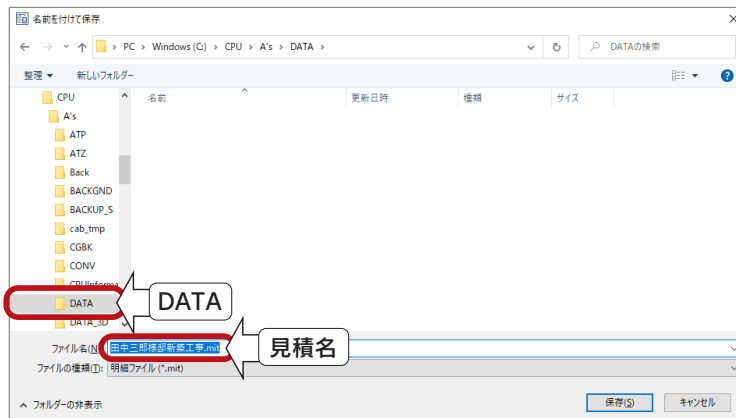 名前を付けて保存
PC › Windows (C:) › CPU › A's › DATA ›
DATAの検索
整理 ▼ 新しいフォルダー
名前 更新日時 種類 サイズ
CPU
A's
ATP
ATZ
Back
BACKGND
BACKUP_S
cab_tmp
CGBK
CONV
CPUInforma
DATA
DATA
DATA_3D
ファイル名(N): 田中三郎様邸新築工事.mit
見積名
ファイルの種類(T): 明細ファイル (*.mit)
フォルダーの非表示
保存(S) キャンセル